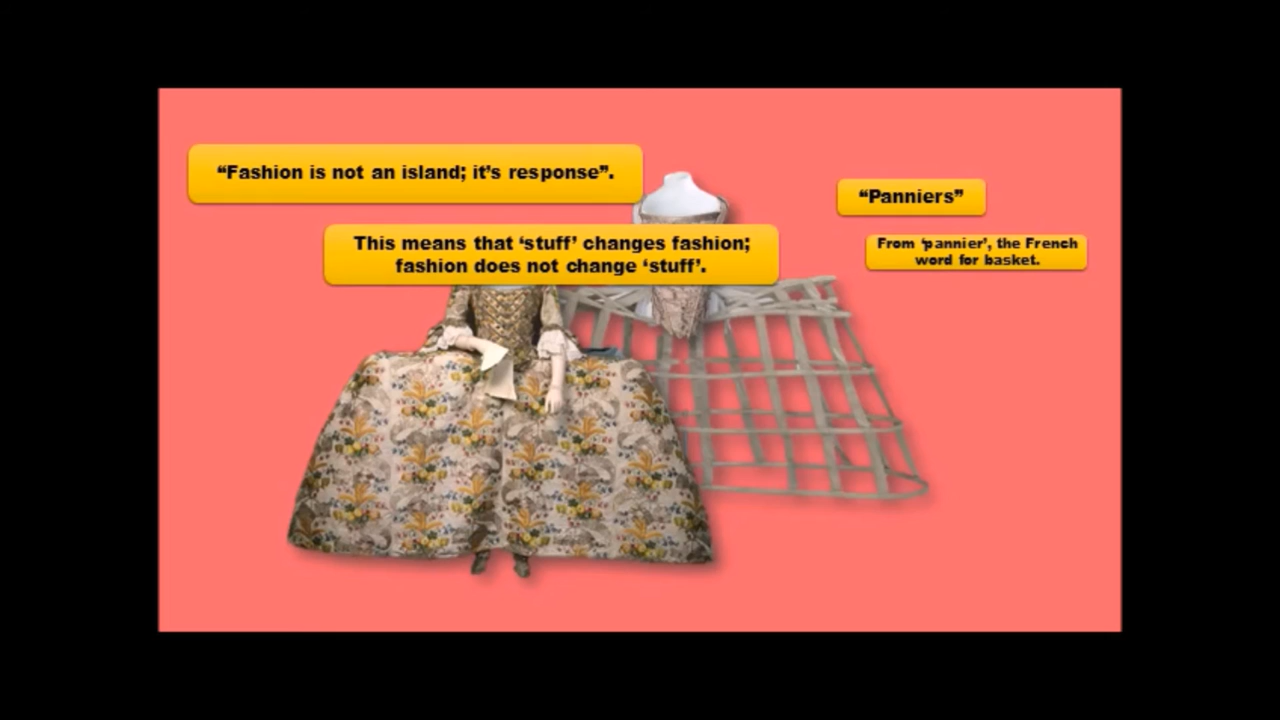 “Fashion is not an island; it’s response”.
This means that ‘stuff’ changes fashion;
fashion does not change ‘stuff’.
“Panniers”
From ‘pannier’, the French
word for basket.